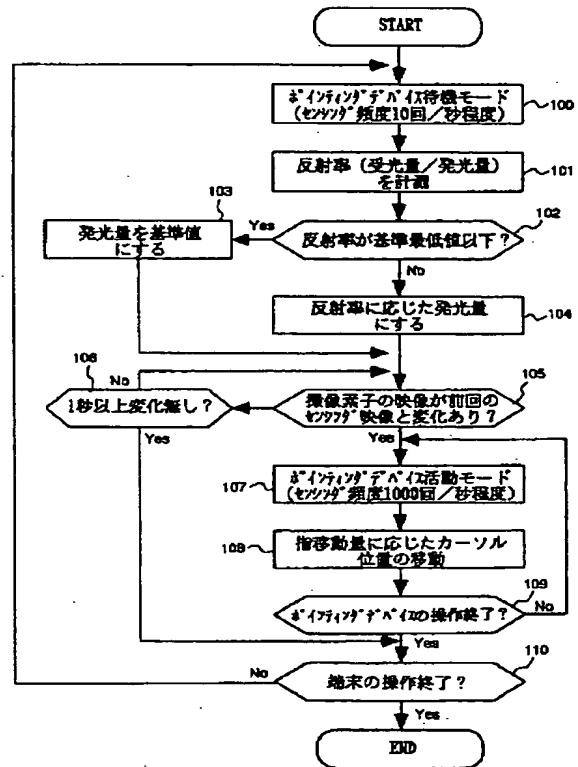 START
ポインティングデバイス待機モード
(センシング頻度10回/秒程度)
100
反射率(受光量/発光量)
を計測
101
103
発光量を基準値
にする
Yes
反射率が基準最低値以下?
102
No
反射率に応じた発光量
にする
104
106
No
1秒以上変化無し?
Yes
撮像素子の映像が前回の
センシング映像と変化あり?
105
Yes
107
ポインティングデバイス活動モード
(センシング頻度1000回/秒程度)
108
指移動量に応じたカーソル
位置の移動
109
ポインティングデバイスの操作終了?
No
Yes
110
No
端末の操作終了?
Yes
END